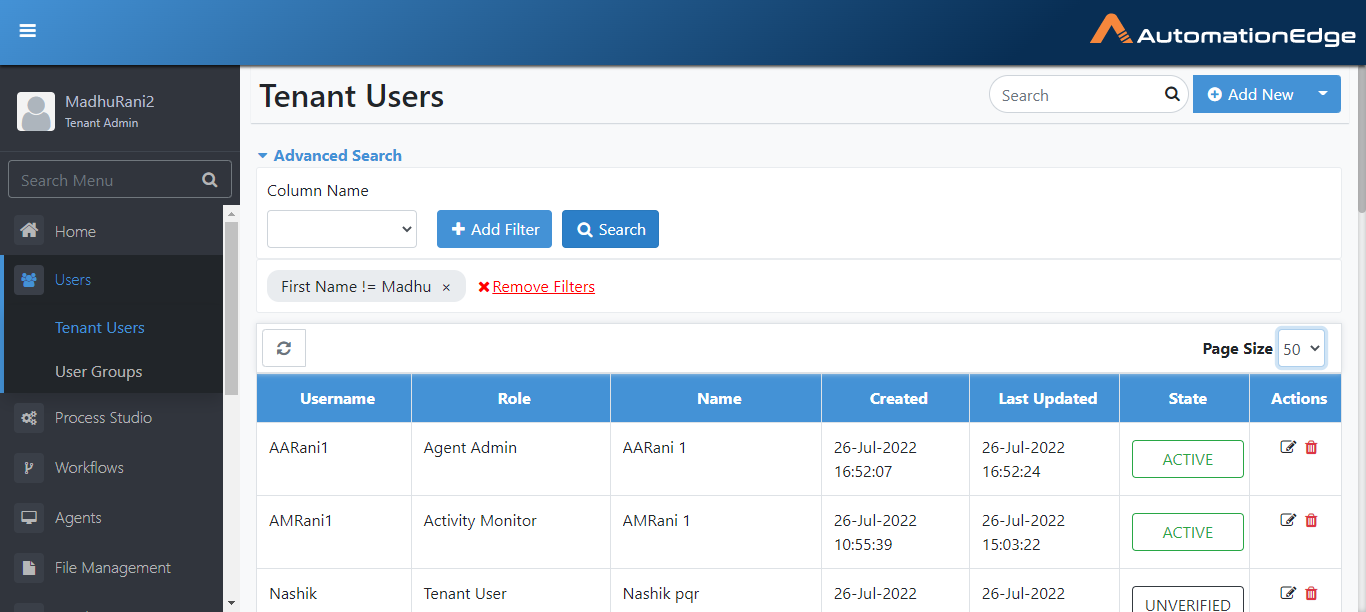 AutomationEdge
MadhuRani2
Tenant Admin
Search Menu
Home
Users
Tenant Users
User Groups
Process Studio
Workflows
Agents
File Management
Tenant Users
Search
Add New
Advanced Search
Column Name
Add Filter
Search
First Name != Madhu ×
Remove Filters
Page Size 50
Username Role Name Created Last Updated State Actions
AARani1 Agent Admin AARani 1 26-Jul-2022 26-Jul-2022
16:52:07 16:52:24
ACTIVE
AMRani1 Activity Monitor AMRani 1 26-Jul-2022 26-Jul-2022
10:55:39 15:03:22
ACTIVE
Nashik Tenant User Nashik pqr 26-Jul-2022 26-Jul-2022
UNVERIFIED